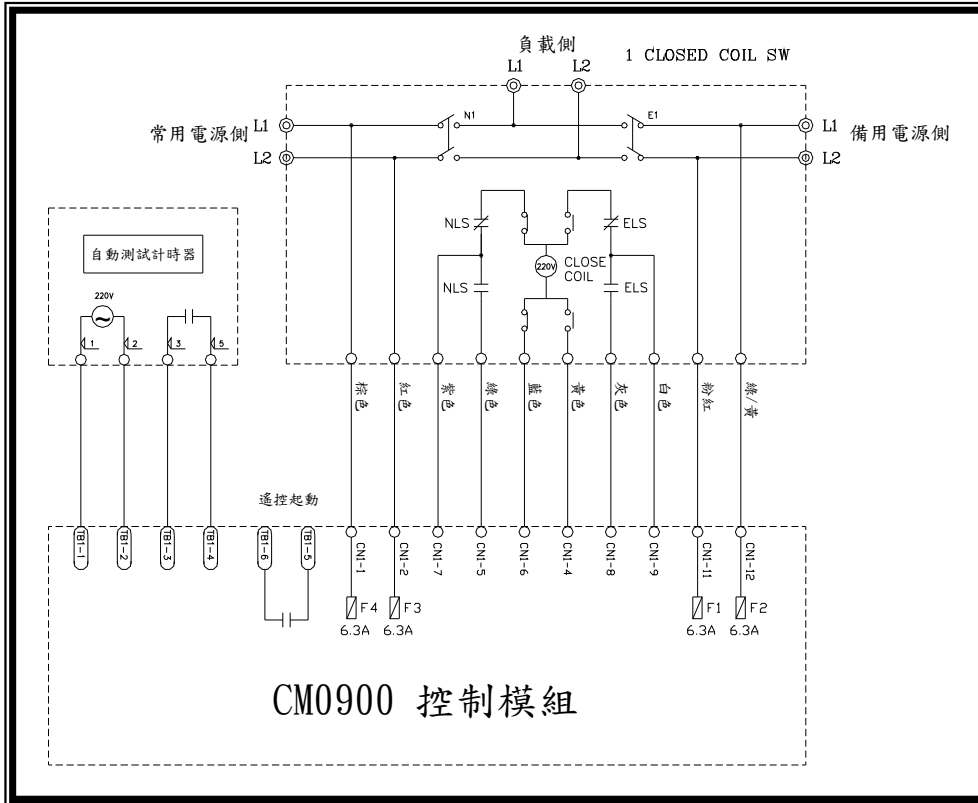 負載側
1 CLOSED COIL SW
L1 L2
常用電源側 L1 N1 E1 L1 備用電源側
L2 L2
自動測試計時器
NLS ELS
220V CLOSE COIL
NLS ELS
220V
1 2 3 5
棕色 紅色 紫色 綠色 藍色 黃色 灰色 白色 粉紅 綠/黃
遙控起動
TB1-1 TB1-2 TB1-3 TB1-4 TB1-6 TB1-5 CN1-1 CN1-2 CN1-7 CN1-5 CN1-6 CN1-4 CN1-8 CN1-9 CN1-11 CN1-12
F4 F3 F1 F2
6.3A 6.3A 6.3A 6.3A
CM0900 控制模組